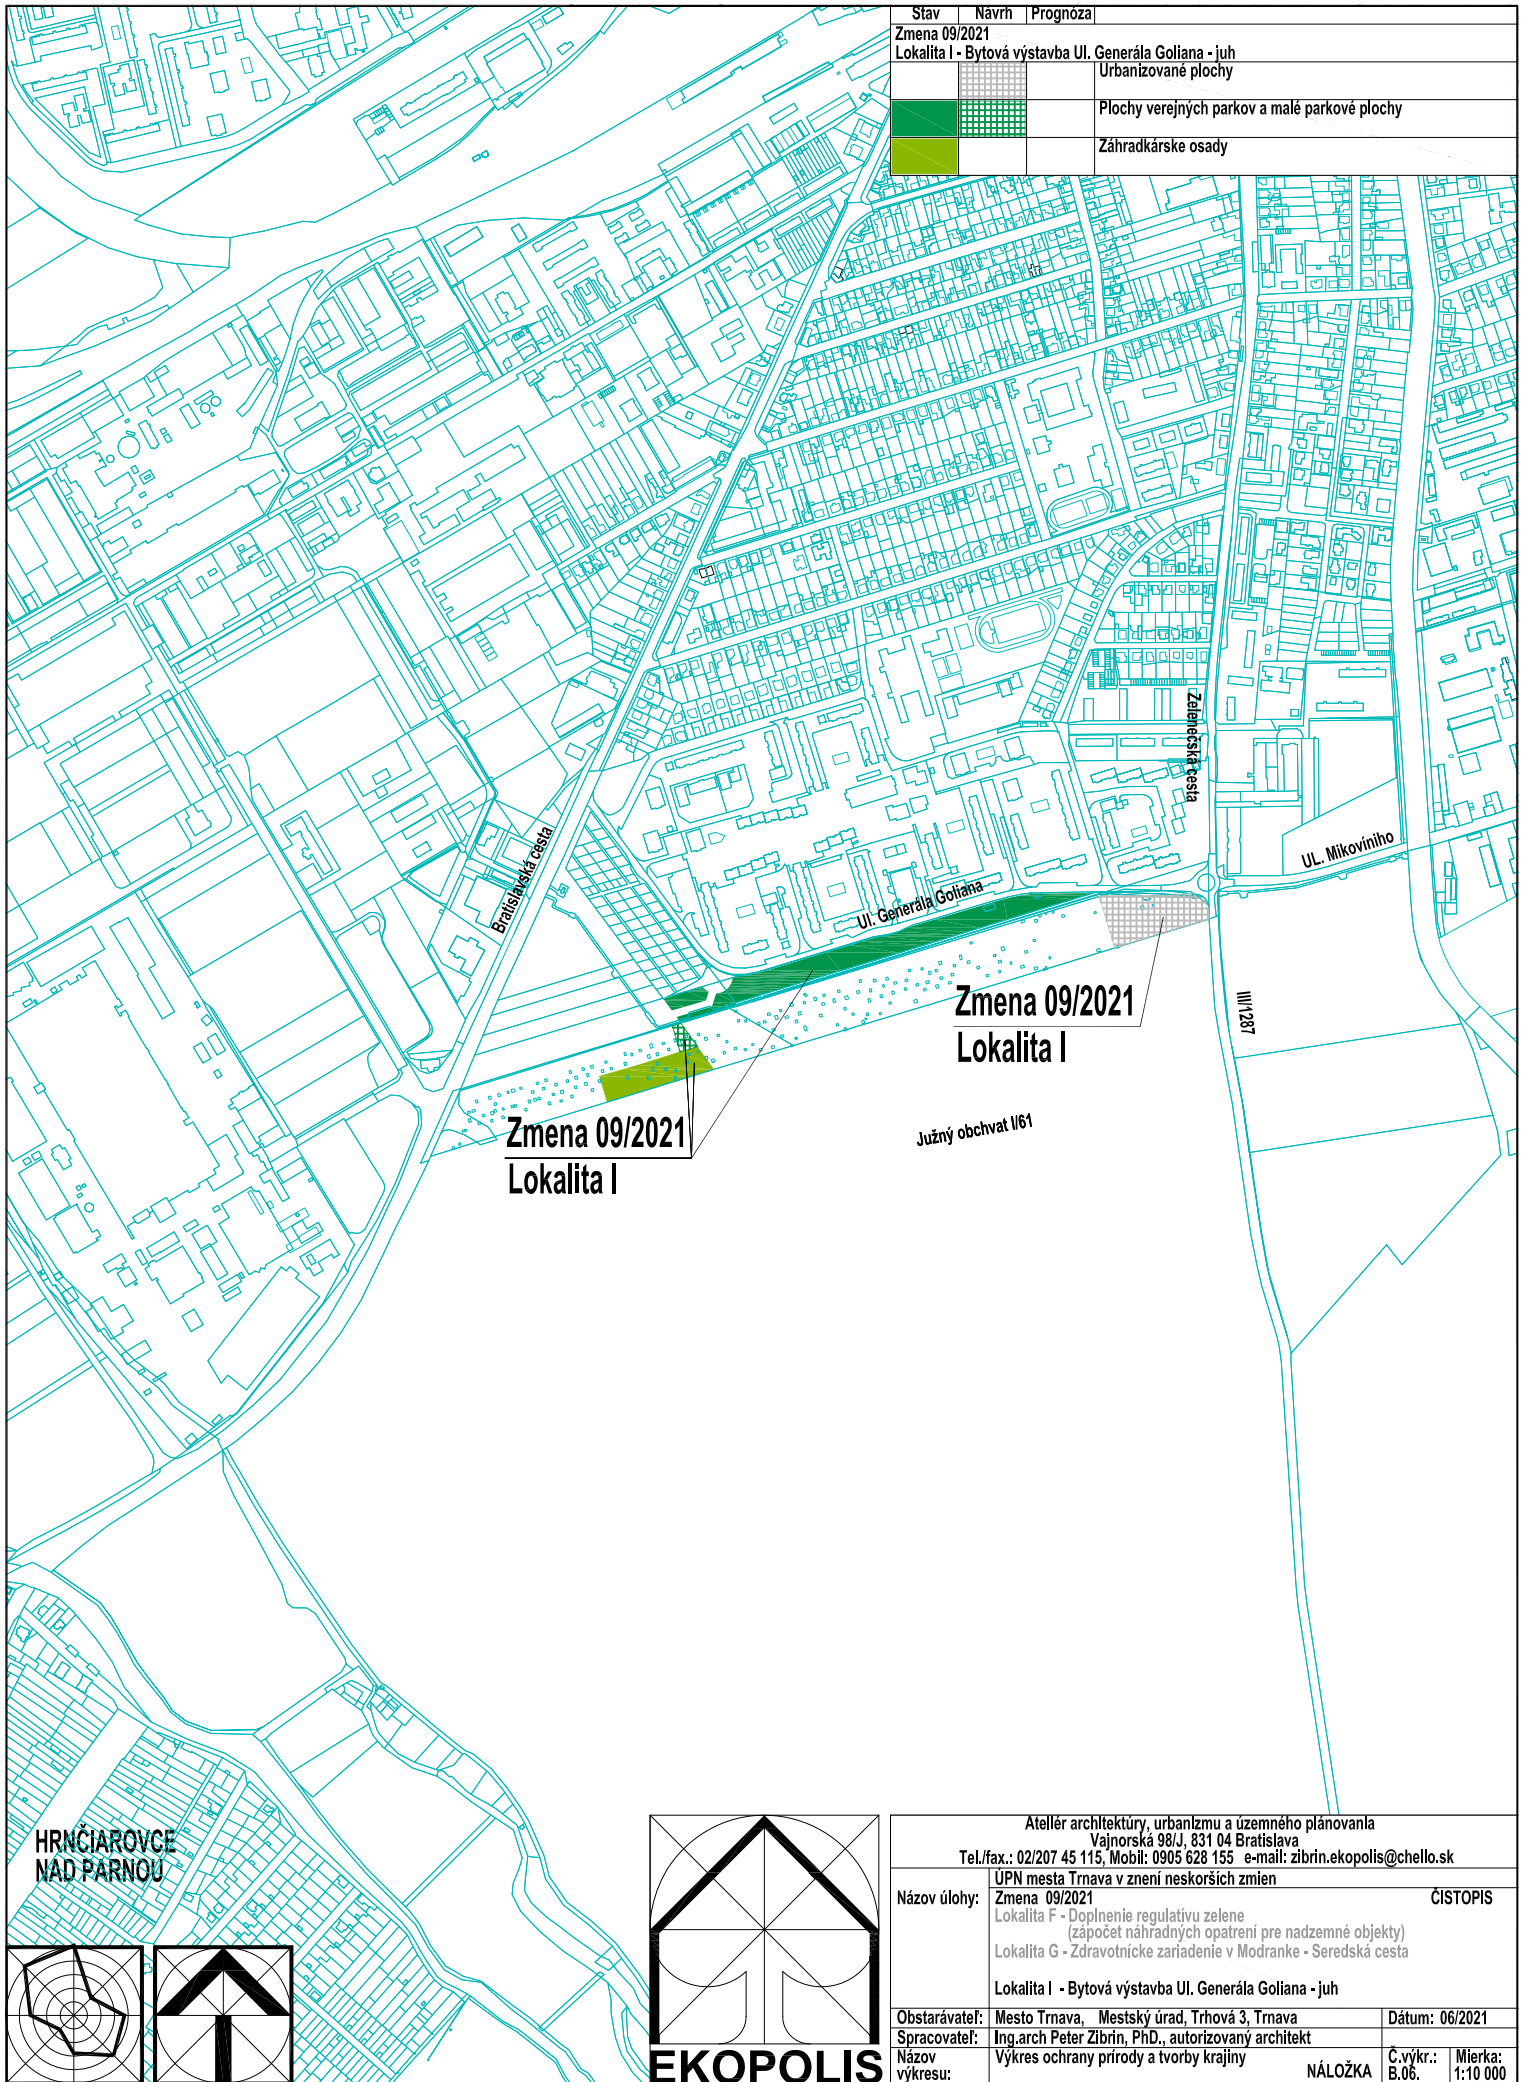 Stav Návrh Prognóza
Zmena 09/2021
Lokalita I - Bytová výstavba Ul. Generála Goliana - juh
Urbanizované plochy
Plochy verejných parkov a malé parkové plochy
Záhradkárske osady
Zelenečská cesta
Bratislavská cesta
UL. Mikovíniho
Ul. Generála Goliana
Zmena 09/2021
Lokalita I
III/1287
Zmena 09/2021
Lokalita I
Južný obchvat I/61
HRNČIAROVCE
NAD PARNOU
EKOPOLIS
Ateliér architektúry, urbanizmu a územného plánovania
Vajnorská 98/J, 831 04 Bratislava
Tel./fax.: 02/207 45 115, Mobil: 0905 628 155 e-mail: zibrin.ekopolis@chello.sk
ÚPN mesta Trnava v znení neskorších zmien
Názov úlohy: Zmena 09/2021 ČISTOPIS
Lokalita F - Doplnenie regulatívu zelene
(zápočet náhradných opatrení pre nadzemné objekty)
Lokalita G - Zdravotnícke zariadenie v Modranke - Seredská cesta
Lokalita I - Bytová výstavba Ul. Generála Goliana - juh
Obstarávateľ: Mesto Trnava, Mestský úrad, Trhová 3, Trnava Dátum: 06/2021
Spracovateľ: Ing.arch Peter Zibrin, PhD., autorizovaný architekt
Názov výkresu: Výkres ochrany prírody a tvorby krajiny NÁLOŽKA Č.výkr.: B.06. Mierka: 1:10 000